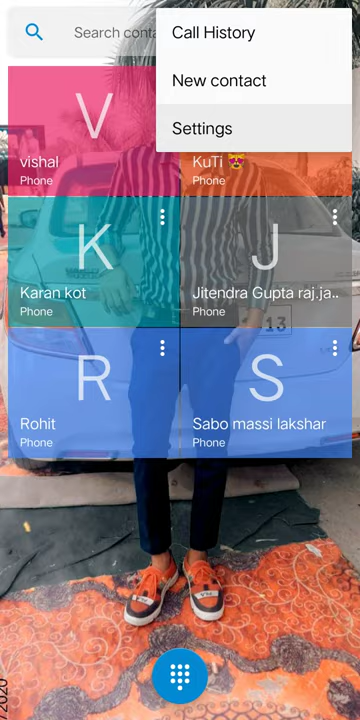 Search conta
Call History
New contact
Settings
V
vishal
Phone
KuTi 😻
Phone
K
Karan kot
Phone
J
Jitendra Gupta raj.ja..
Phone
13
R
Rohit
Phone
S
Sabo massi lakshar
Phone
/2020